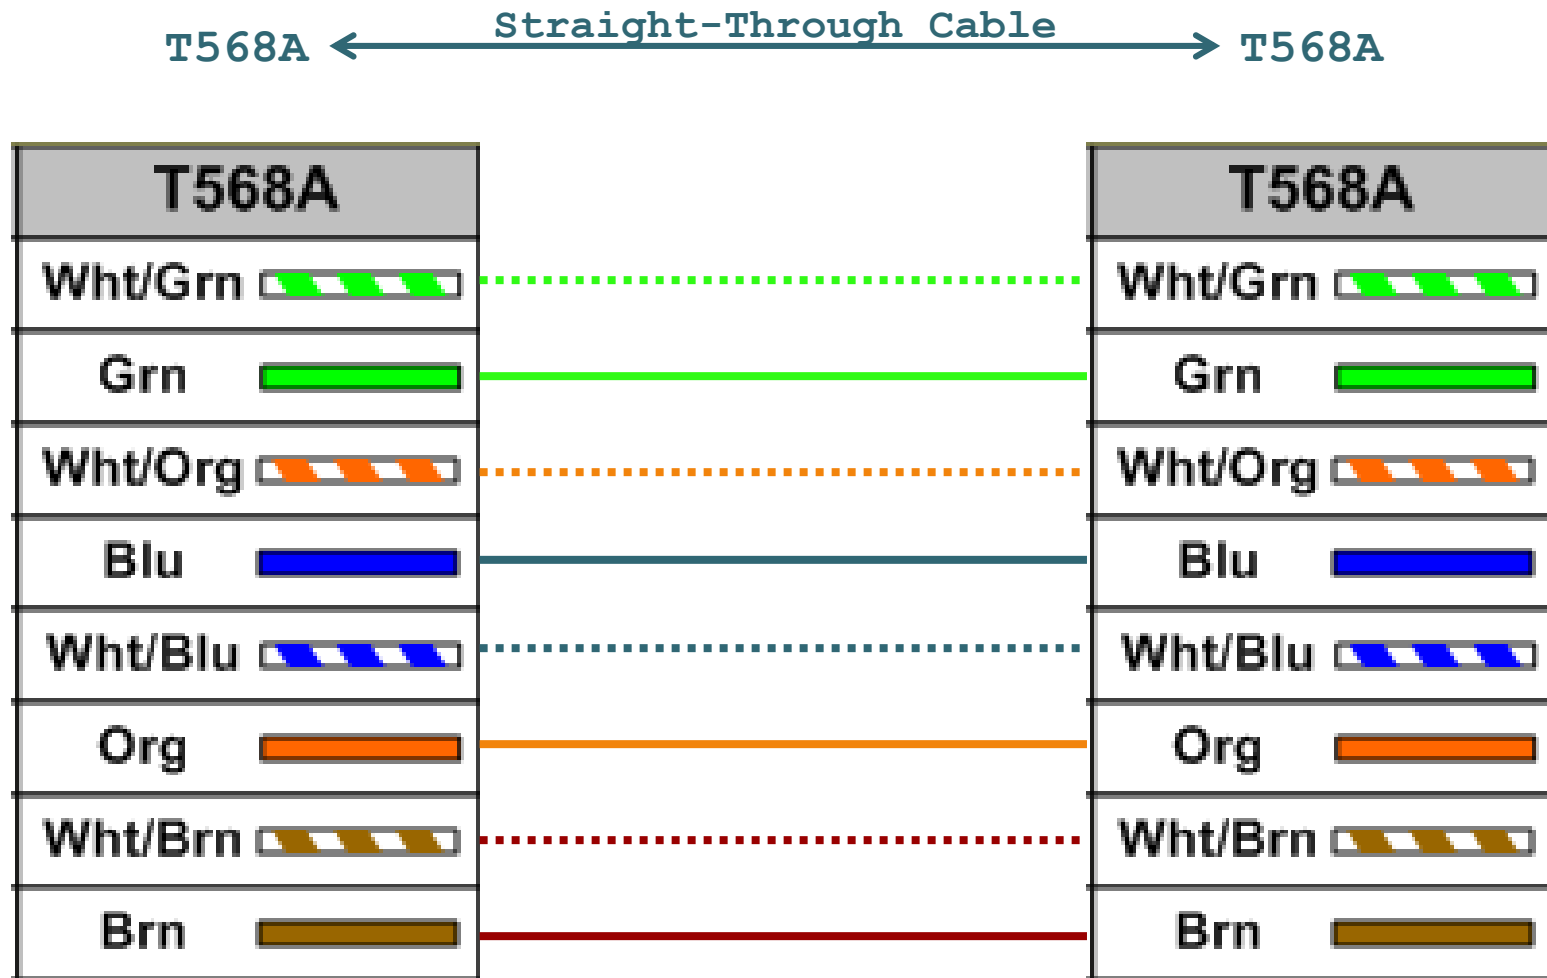 Straight-Through Cable
T568A T568A
T568A T568A
Wht/Grn Wht/Grn
Grn Grn
Wht/Org Wht/Org
Blu Blu
Wht/Blu Wht/Blu
Org Org
Wht/Brn Wht/Brn
Brn Brn